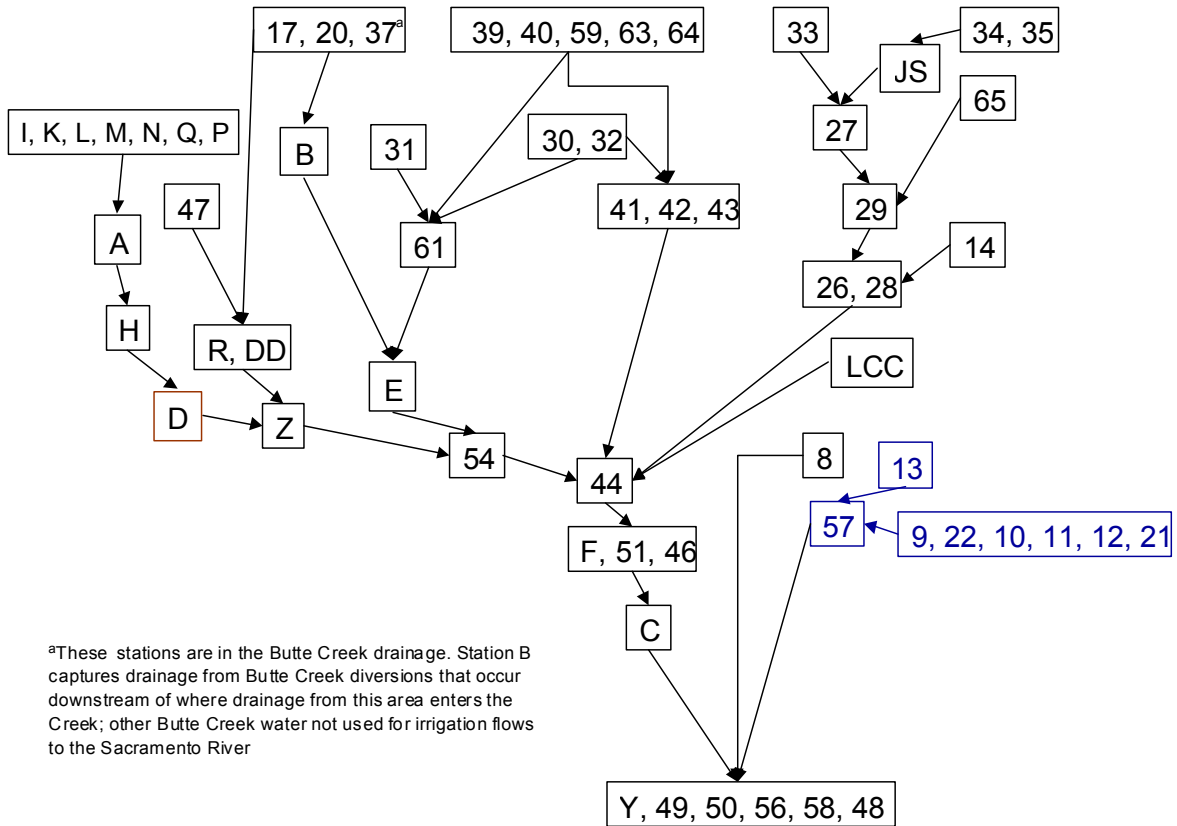 17, 20, 37ᵃ
39, 40, 59, 63, 64
33
34, 35
JS
65
I, K, L, M, N, Q, P
B
31
30, 32
27
47
41, 42, 43
29
A
61
14
26, 28
H
R, DD
LCC
E
D
Z
54
8
13
44
57
9, 22, 10, 11, 12, 21
F, 51, 46
C
ᵃThese stations are in the Butte Creek drainage. Station B
captures drainage from Butte Creek diversions that occur
downstream of where drainage from this area enters the
Creek; other Butte Creek water not used for irrigation flows
to the Sacramento River
Y, 49, 50, 56, 58, 48